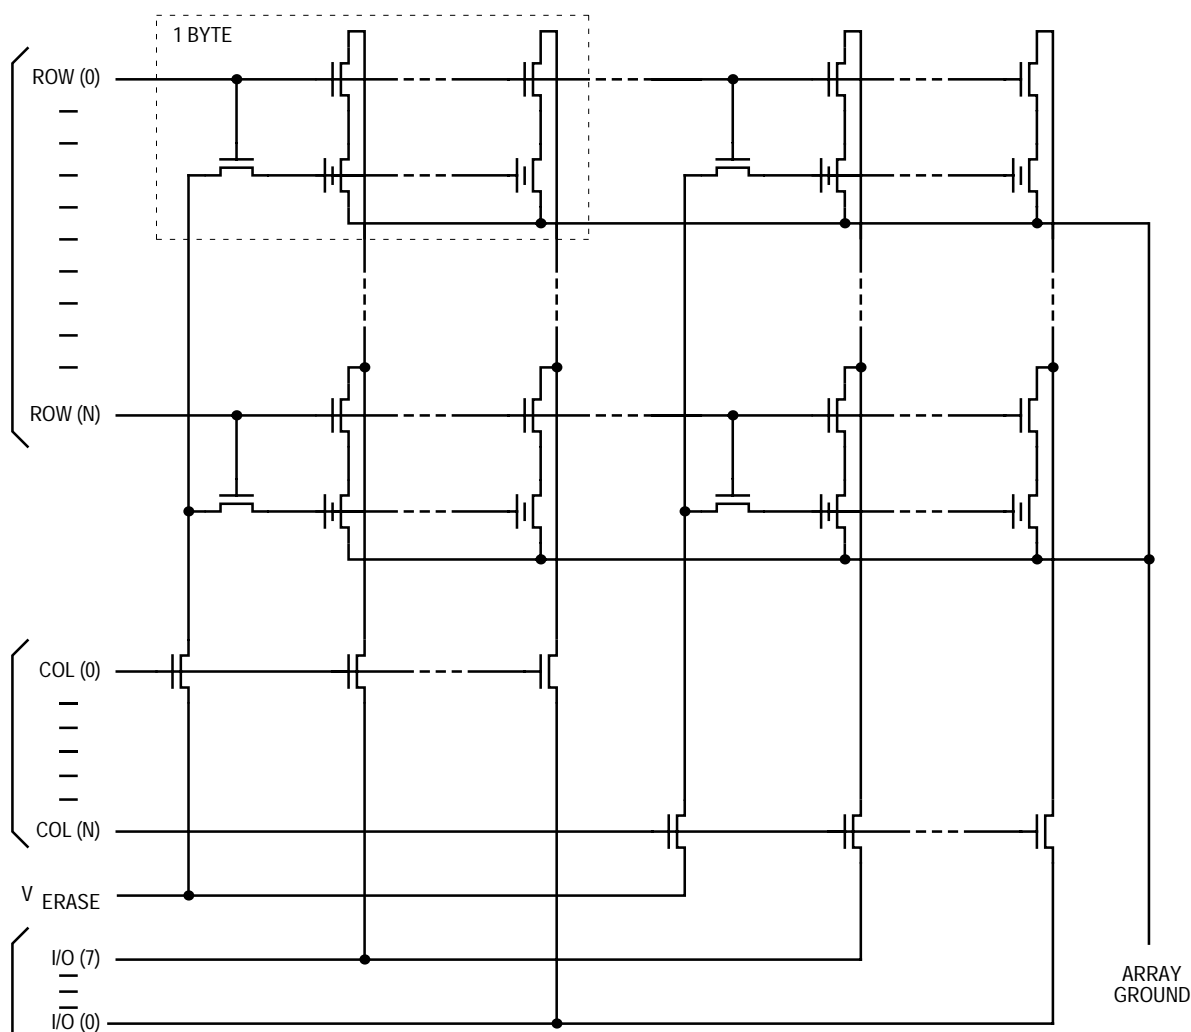 1 BYTE
ROW (0)
ROW (N)
COL (0)
COL (N)
V ERASE
I/O (7)
I/O (0)
ARRAY
GROUND